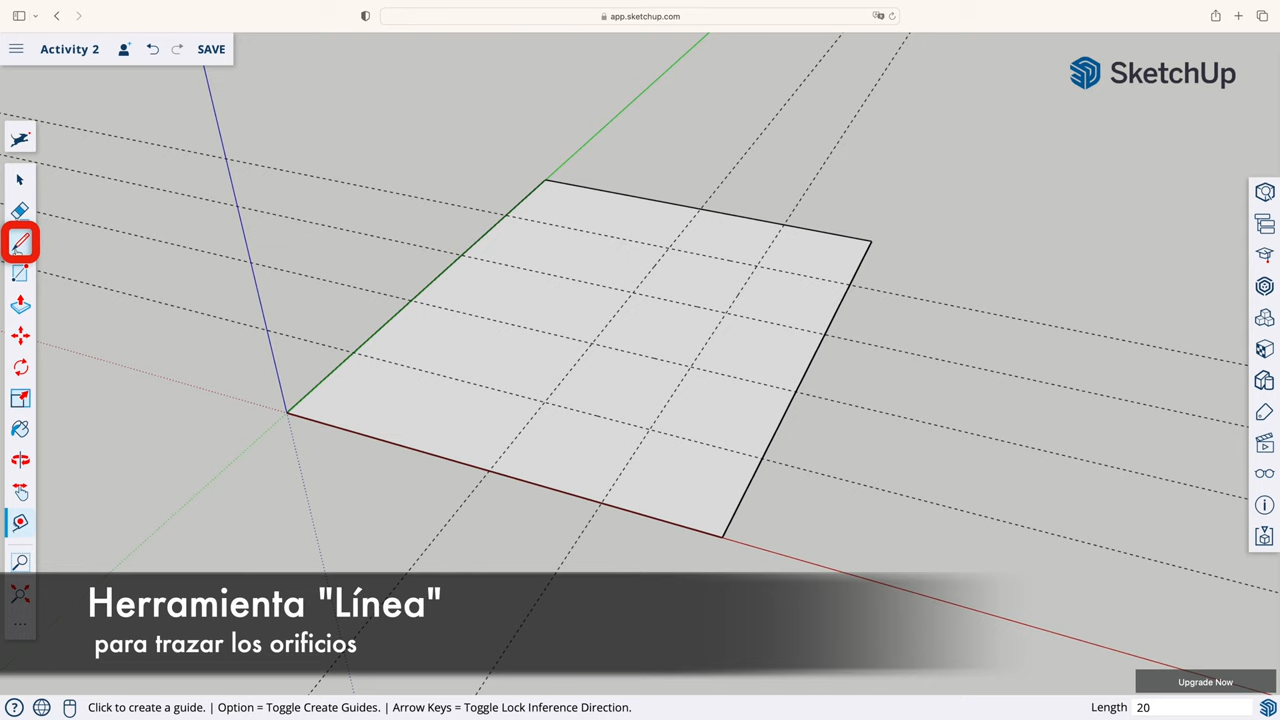 app.sketchup.com
Activity 2
SAVE
SketchUp
Herramienta "Línea"
para trazar los orificios
Upgrade Now
Click to create a guide. | Option = Toggle Create Guides. | Arrow Keys = Toggle Lock Inference Direction.
Length 20